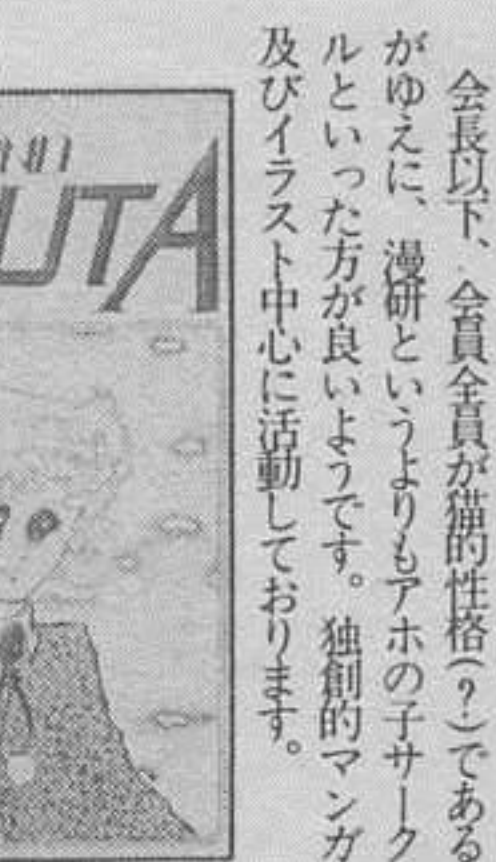 会長以下、会員全員が猫的性格(?)である
がゆえに、漫研というよりもアホの子サーク
ルといった方が良いようです。独創的マンガ
及びイラスト中心に活動しております。
UTA